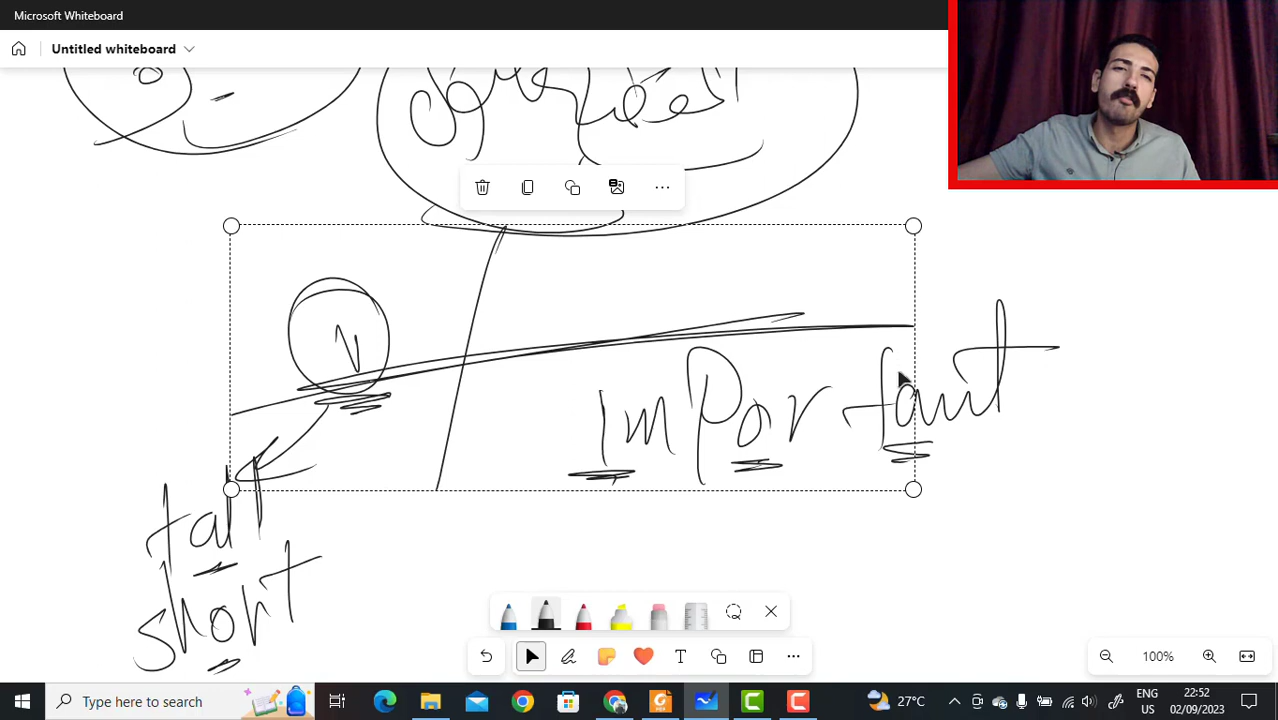 Microsoft Whiteboard
Untitled whiteboard
Important
tall
short
100%
Type here to search
27°C
ENG
US
22:52
02/09/2023